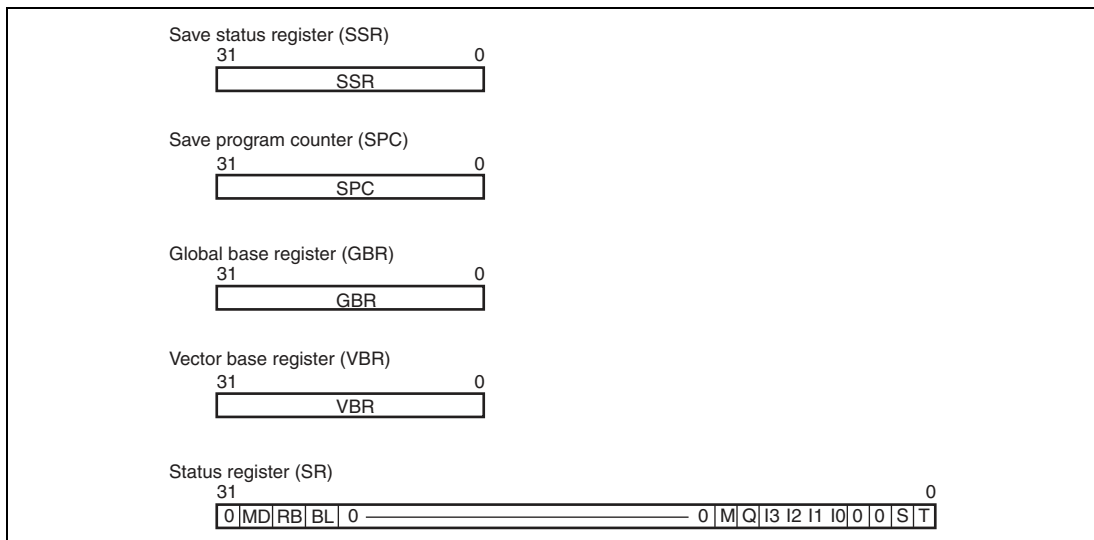 Save status register (SSR)
31 0
SSR
Save program counter (SPC)
31 0
SPC
Global base register (GBR)
31 0
GBR
Vector base register (VBR)
31 0
VBR
Status register (SR)
31 0
0 MD RB BL 0 0 M Q I3 I2 I1 I0 0 0 S T